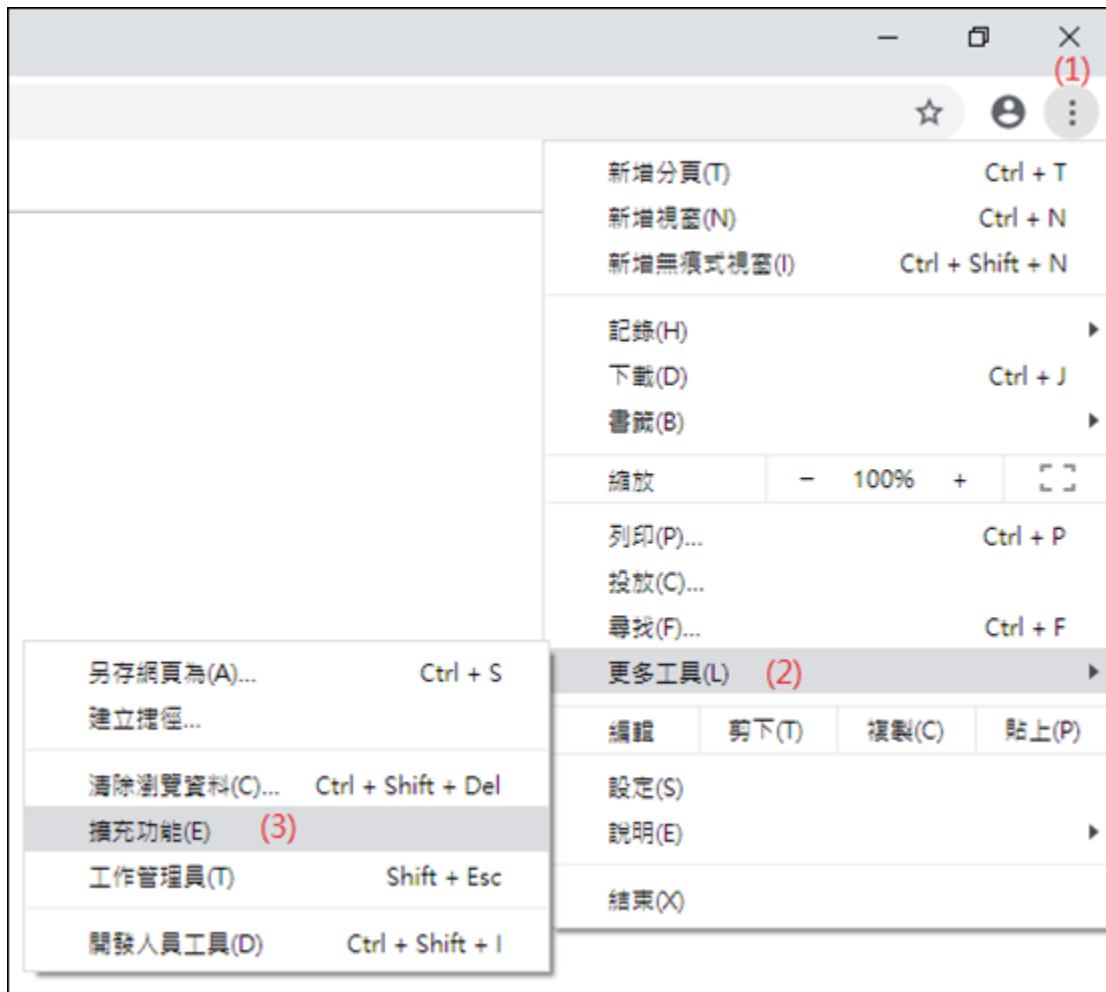 (1)
新增分頁(T) Ctrl + T
新增視窗(N) Ctrl + N
新增無痕式視窗(I) Ctrl + Shift + N
記錄(H)
下載(D) Ctrl + J
書籤(B)
縮放 − 100% +
列印(P)... Ctrl + P
投放(C)...
尋找(F)... Ctrl + F
更多工具(L) (2)
編輯 剪下(T) 複製(C) 貼上(P)
設定(S)
說明(E)
結束(X)
另存網頁為(A)... Ctrl + S
建立捷徑...
清除瀏覽資料(C)... Ctrl + Shift + Del
擴充功能(E) (3)
工作管理員(T) Shift + Esc
開發人員工具(D) Ctrl + Shift + I